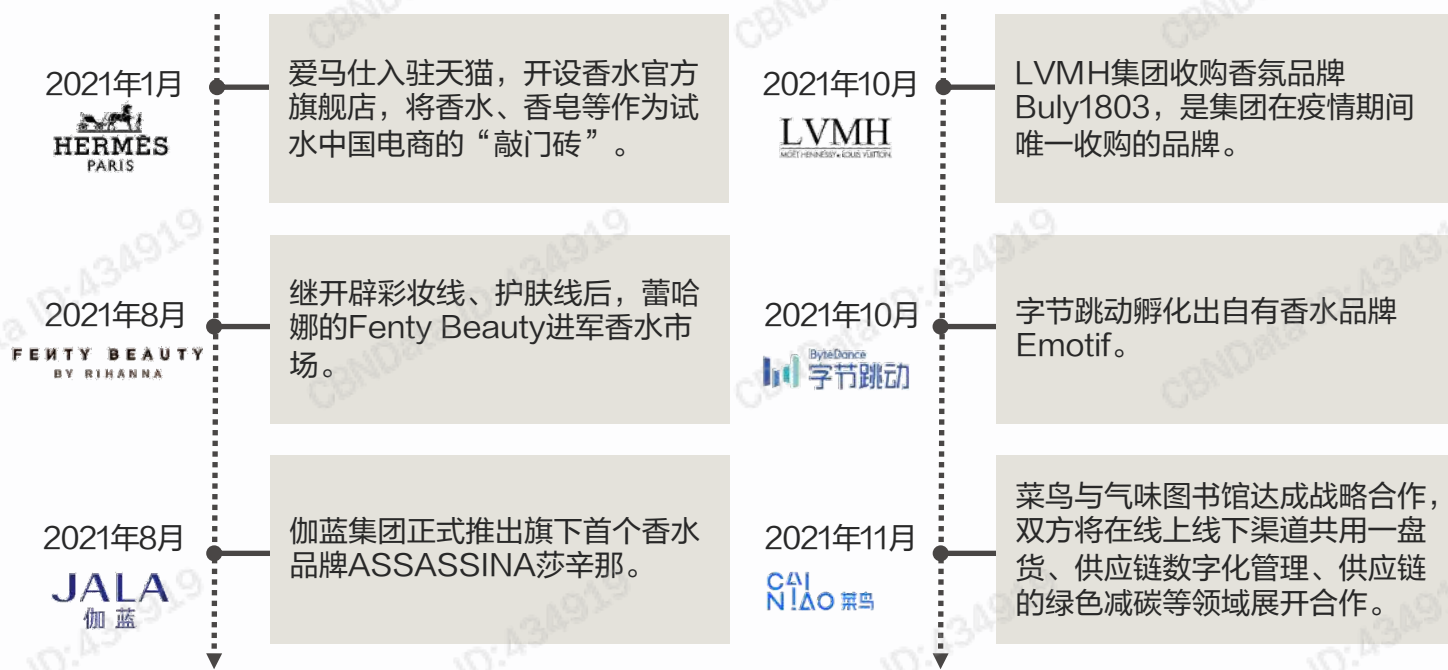 2021年1月
HERMÈS
PARIS
爱马仕入驻天猫，开设香水官方
旗舰店，将香水、香皂等作为试
水中国电商的“敲门砖”。
2021年8月
FENTY BEAUTY
BY RIHANNA
继开辟彩妆线、护肤线后，蕾哈
娜的Fenty Beauty进军香水市
场。
2021年8月
JALA
伽蓝
伽蓝集团正式推出旗下首个香水
品牌ASSASSINA莎辛那。
2021年10月
LVMH
MOËT HENNESSY • LOUIS VUITTON
LVMH集团收购香氛品牌
Buly1803，是集团在疫情期间
唯一收购的品牌。
2021年10月
ByteDance
字节跳动
字节跳动孵化出自有香水品牌
Emotif。
2021年11月
CAI
NIAO 菜鸟
菜鸟与气味图书馆达成战略合作，
双方将在线上线下渠道共用一盘
货、供应链数字化管理、供应链
的绿色减碳等领域展开合作。
CBNData ID:434919